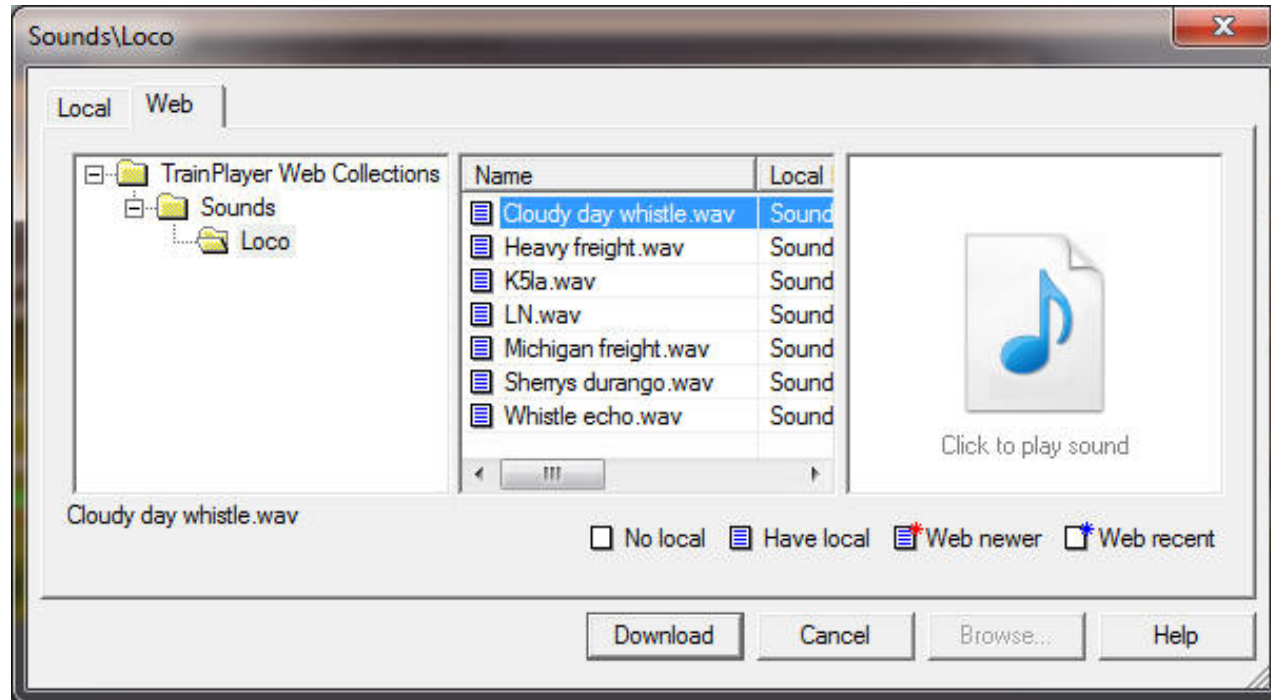 Sounds\Loco
Local Web
TrainPlayer Web Collections
Sounds
Loco
Name Local
Cloudy day whistle.wav Sound
Heavy freight.wav Sound
K5la.wav Sound
LN.wav Sound
Michigan freight.wav Sound
Sherrys durango.wav Sound
Whistle echo.wav Sound
Click to play sound
Cloudy day whistle.wav
No local Have local Web newer Web recent
Download Cancel Browse... Help